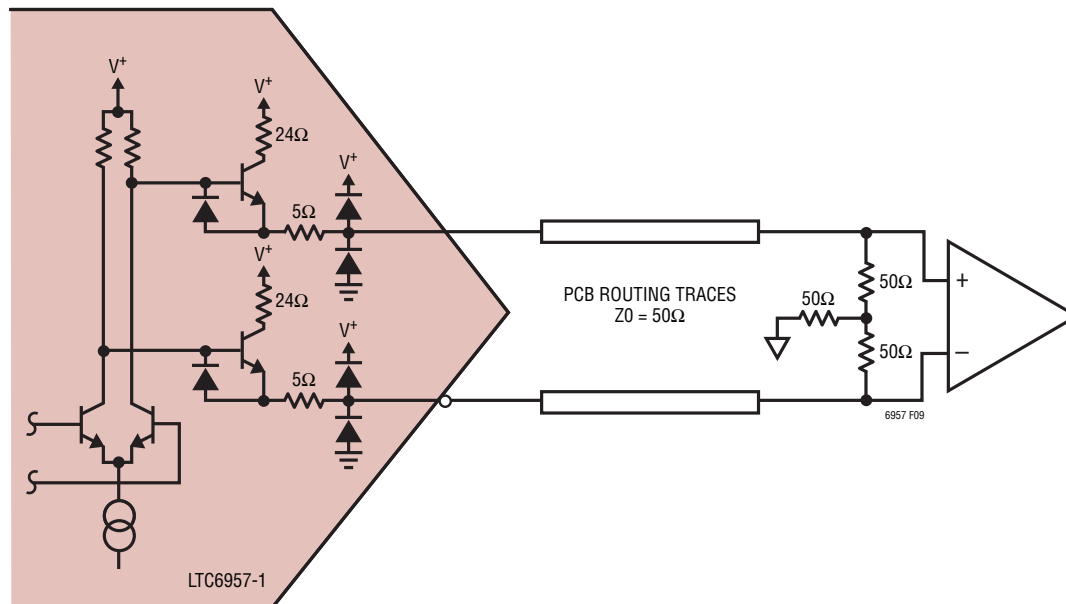 V+
V+
24Ω
V+
5Ω
V+
24Ω
V+
5Ω
PCB ROUTING TRACES
Z0 = 50Ω
50Ω
50Ω
50Ω
+
−
6957 F09
LTC6957-1